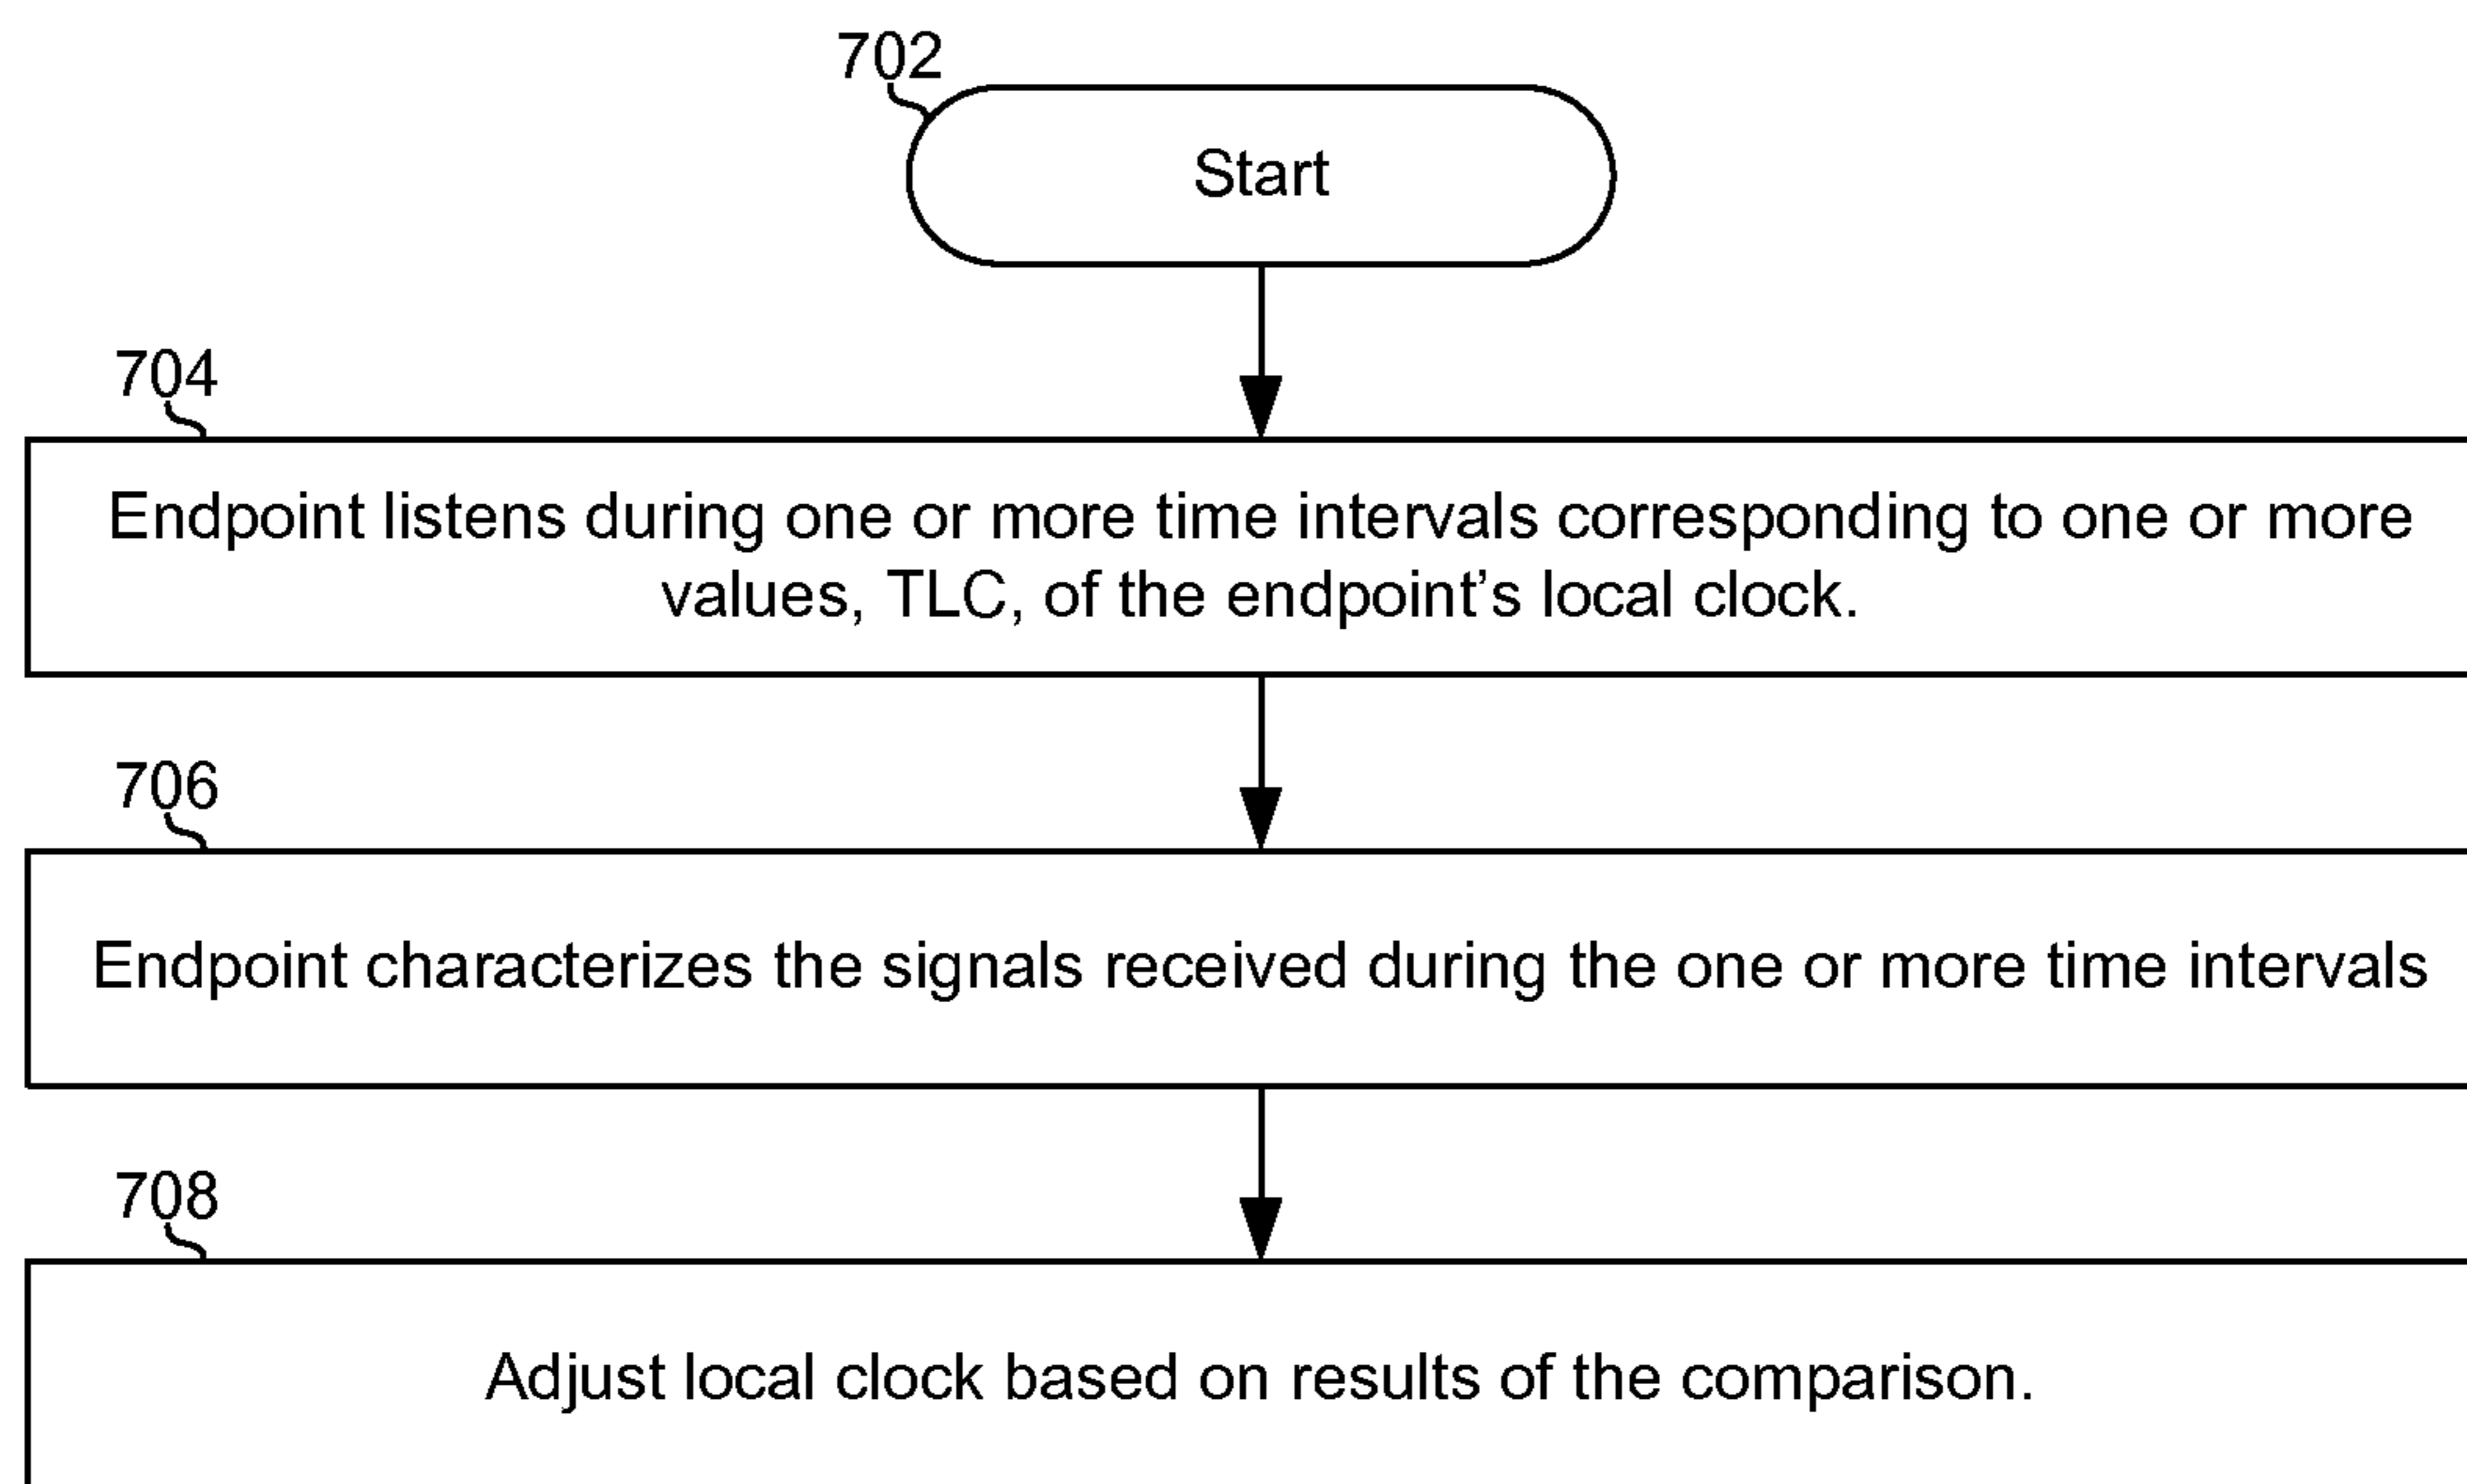 702
Start
704
Endpoint listens during one or more time intervals corresponding to one or more
values, TLC, of the endpoint’s local clock.
706
Endpoint characterizes the signals received during the one or more time intervals
708
Adjust local clock based on results of the comparison.